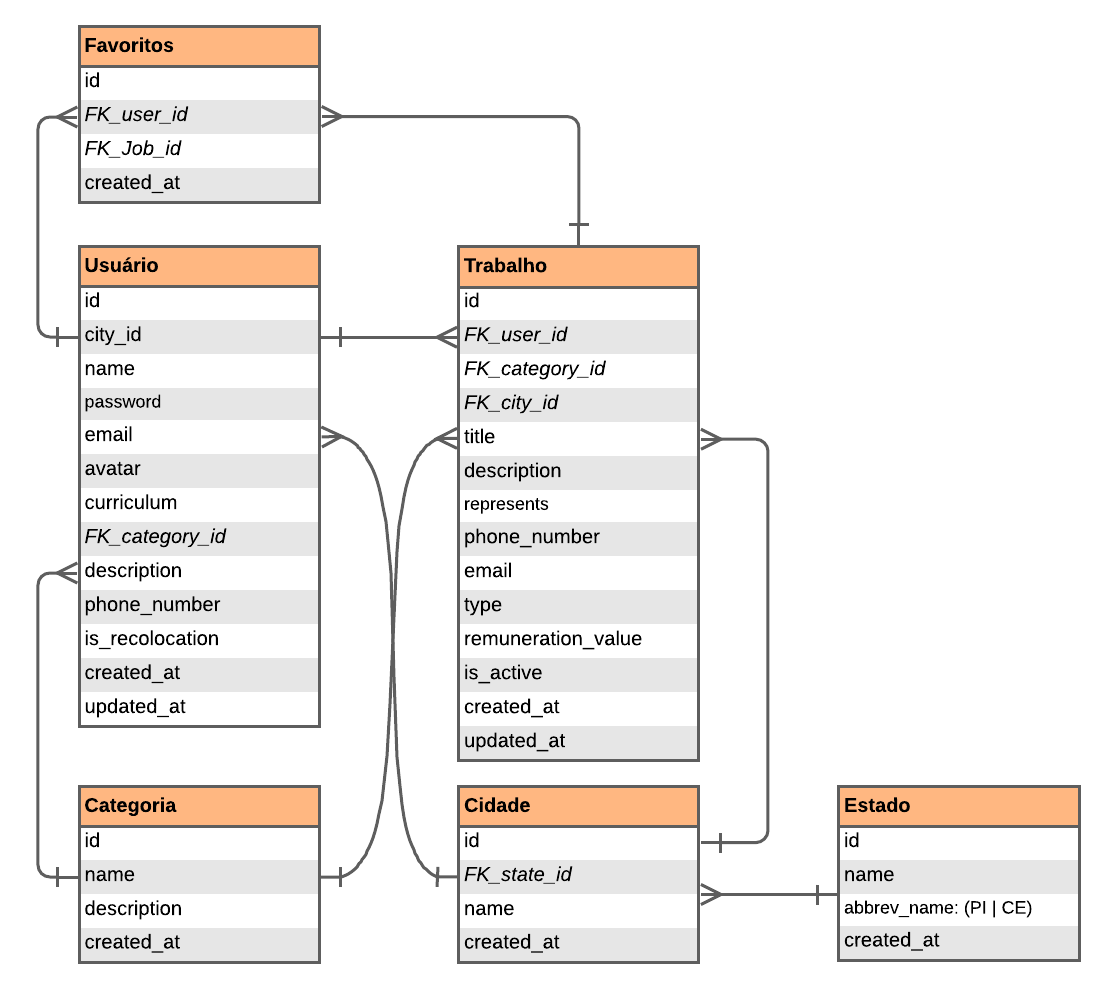 Favoritos
id
FK_user_id
FK_Job_id
created_at
Usuário
id
city_id
name
password
email
avatar
curriculum
FK_category_id
description
phone_number
is_recolocation
created_at
updated_at
Trabalho
id
FK_user_id
FK_category_id
FK_city_id
title
description
represents
phone_number
email
type
remuneration_value
is_active
created_at
updated_at
Categoria
id
name
description
created_at
Cidade
id
FK_state_id
name
created_at
Estado
id
name
abbrev_name: (PI | CE)
created_at